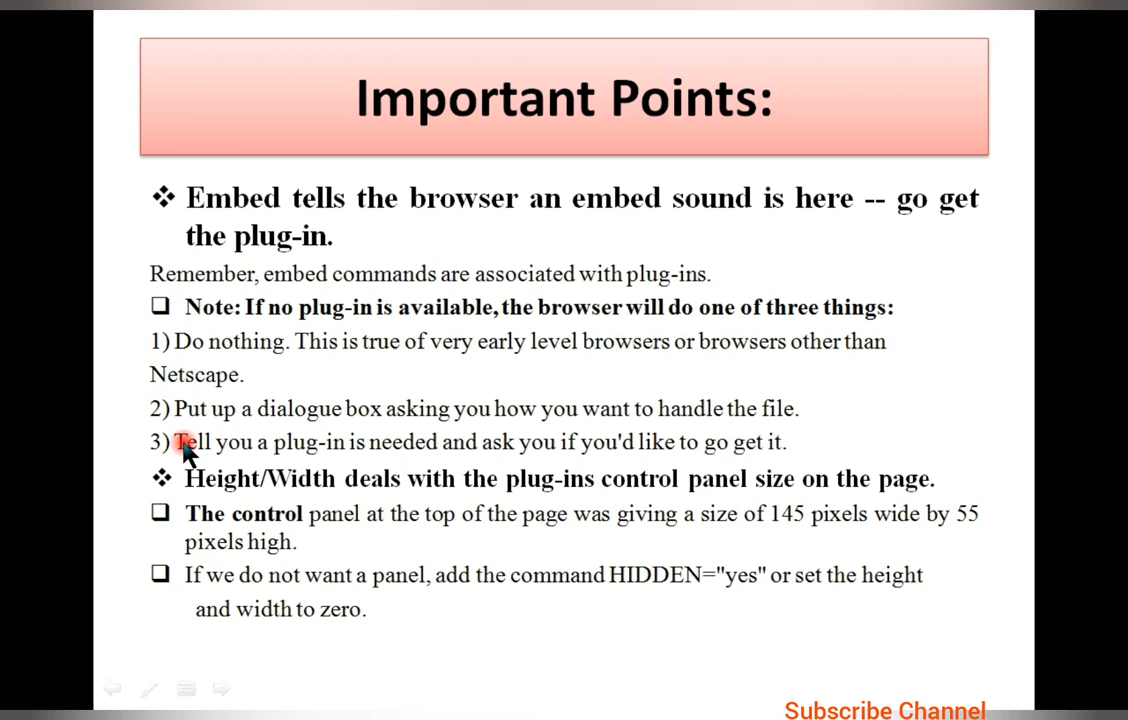 Important Points:
❖ Embed tells the browser an embed sound is here -- go get
the plug-in.
Remember, embed commands are associated with plug-ins.
❑ Note: If no plug-in is available, the browser will do one of three things:
1) Do nothing. This is true of very early level browsers or browsers other than
Netscape.
2) Put up a dialogue box asking you how you want to handle the file.
3) Tell you a plug-in is needed and ask you if you'd like to go get it.
❖ Height/Width deals with the plug-ins control panel size on the page.
❑ The control panel at the top of the page was giving a size of 145 pixels wide by 55
pixels high.
❑ If we do not want a panel, add the command HIDDEN="yes" or set the height
and width to zero.
Subscribe Channel